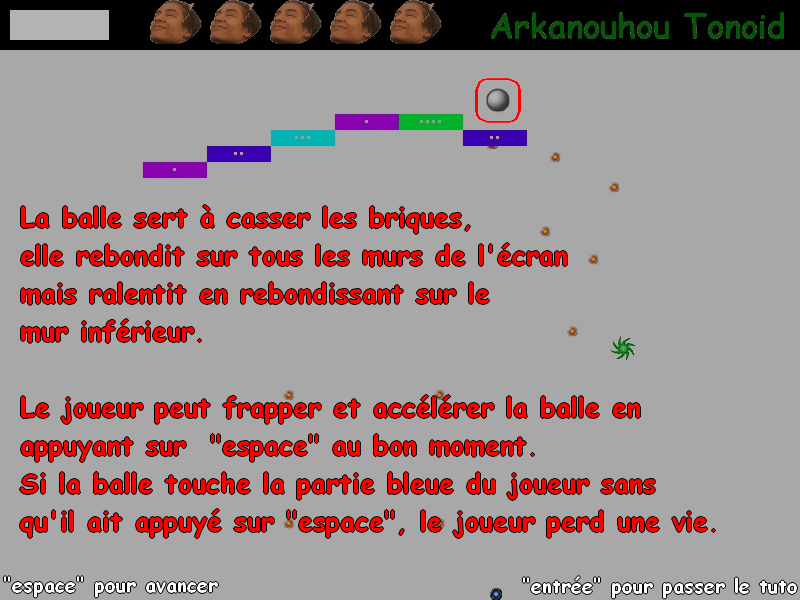 Arkanouhou Tonoid
La balle sert à casser les briques,
elle rebondit sur tous les murs de l'écran
mais ralentit en rebondissant sur le
mur inférieur.
Le joueur peut frapper et accélérer la balle en
appuyant sur "espace" au bon moment.
Si la balle touche la partie bleue du joueur sans
qu'il ait appuyé sur "espace", le joueur perd une vie.
"espace" pour avancer
"entrée" pour passer le tuto